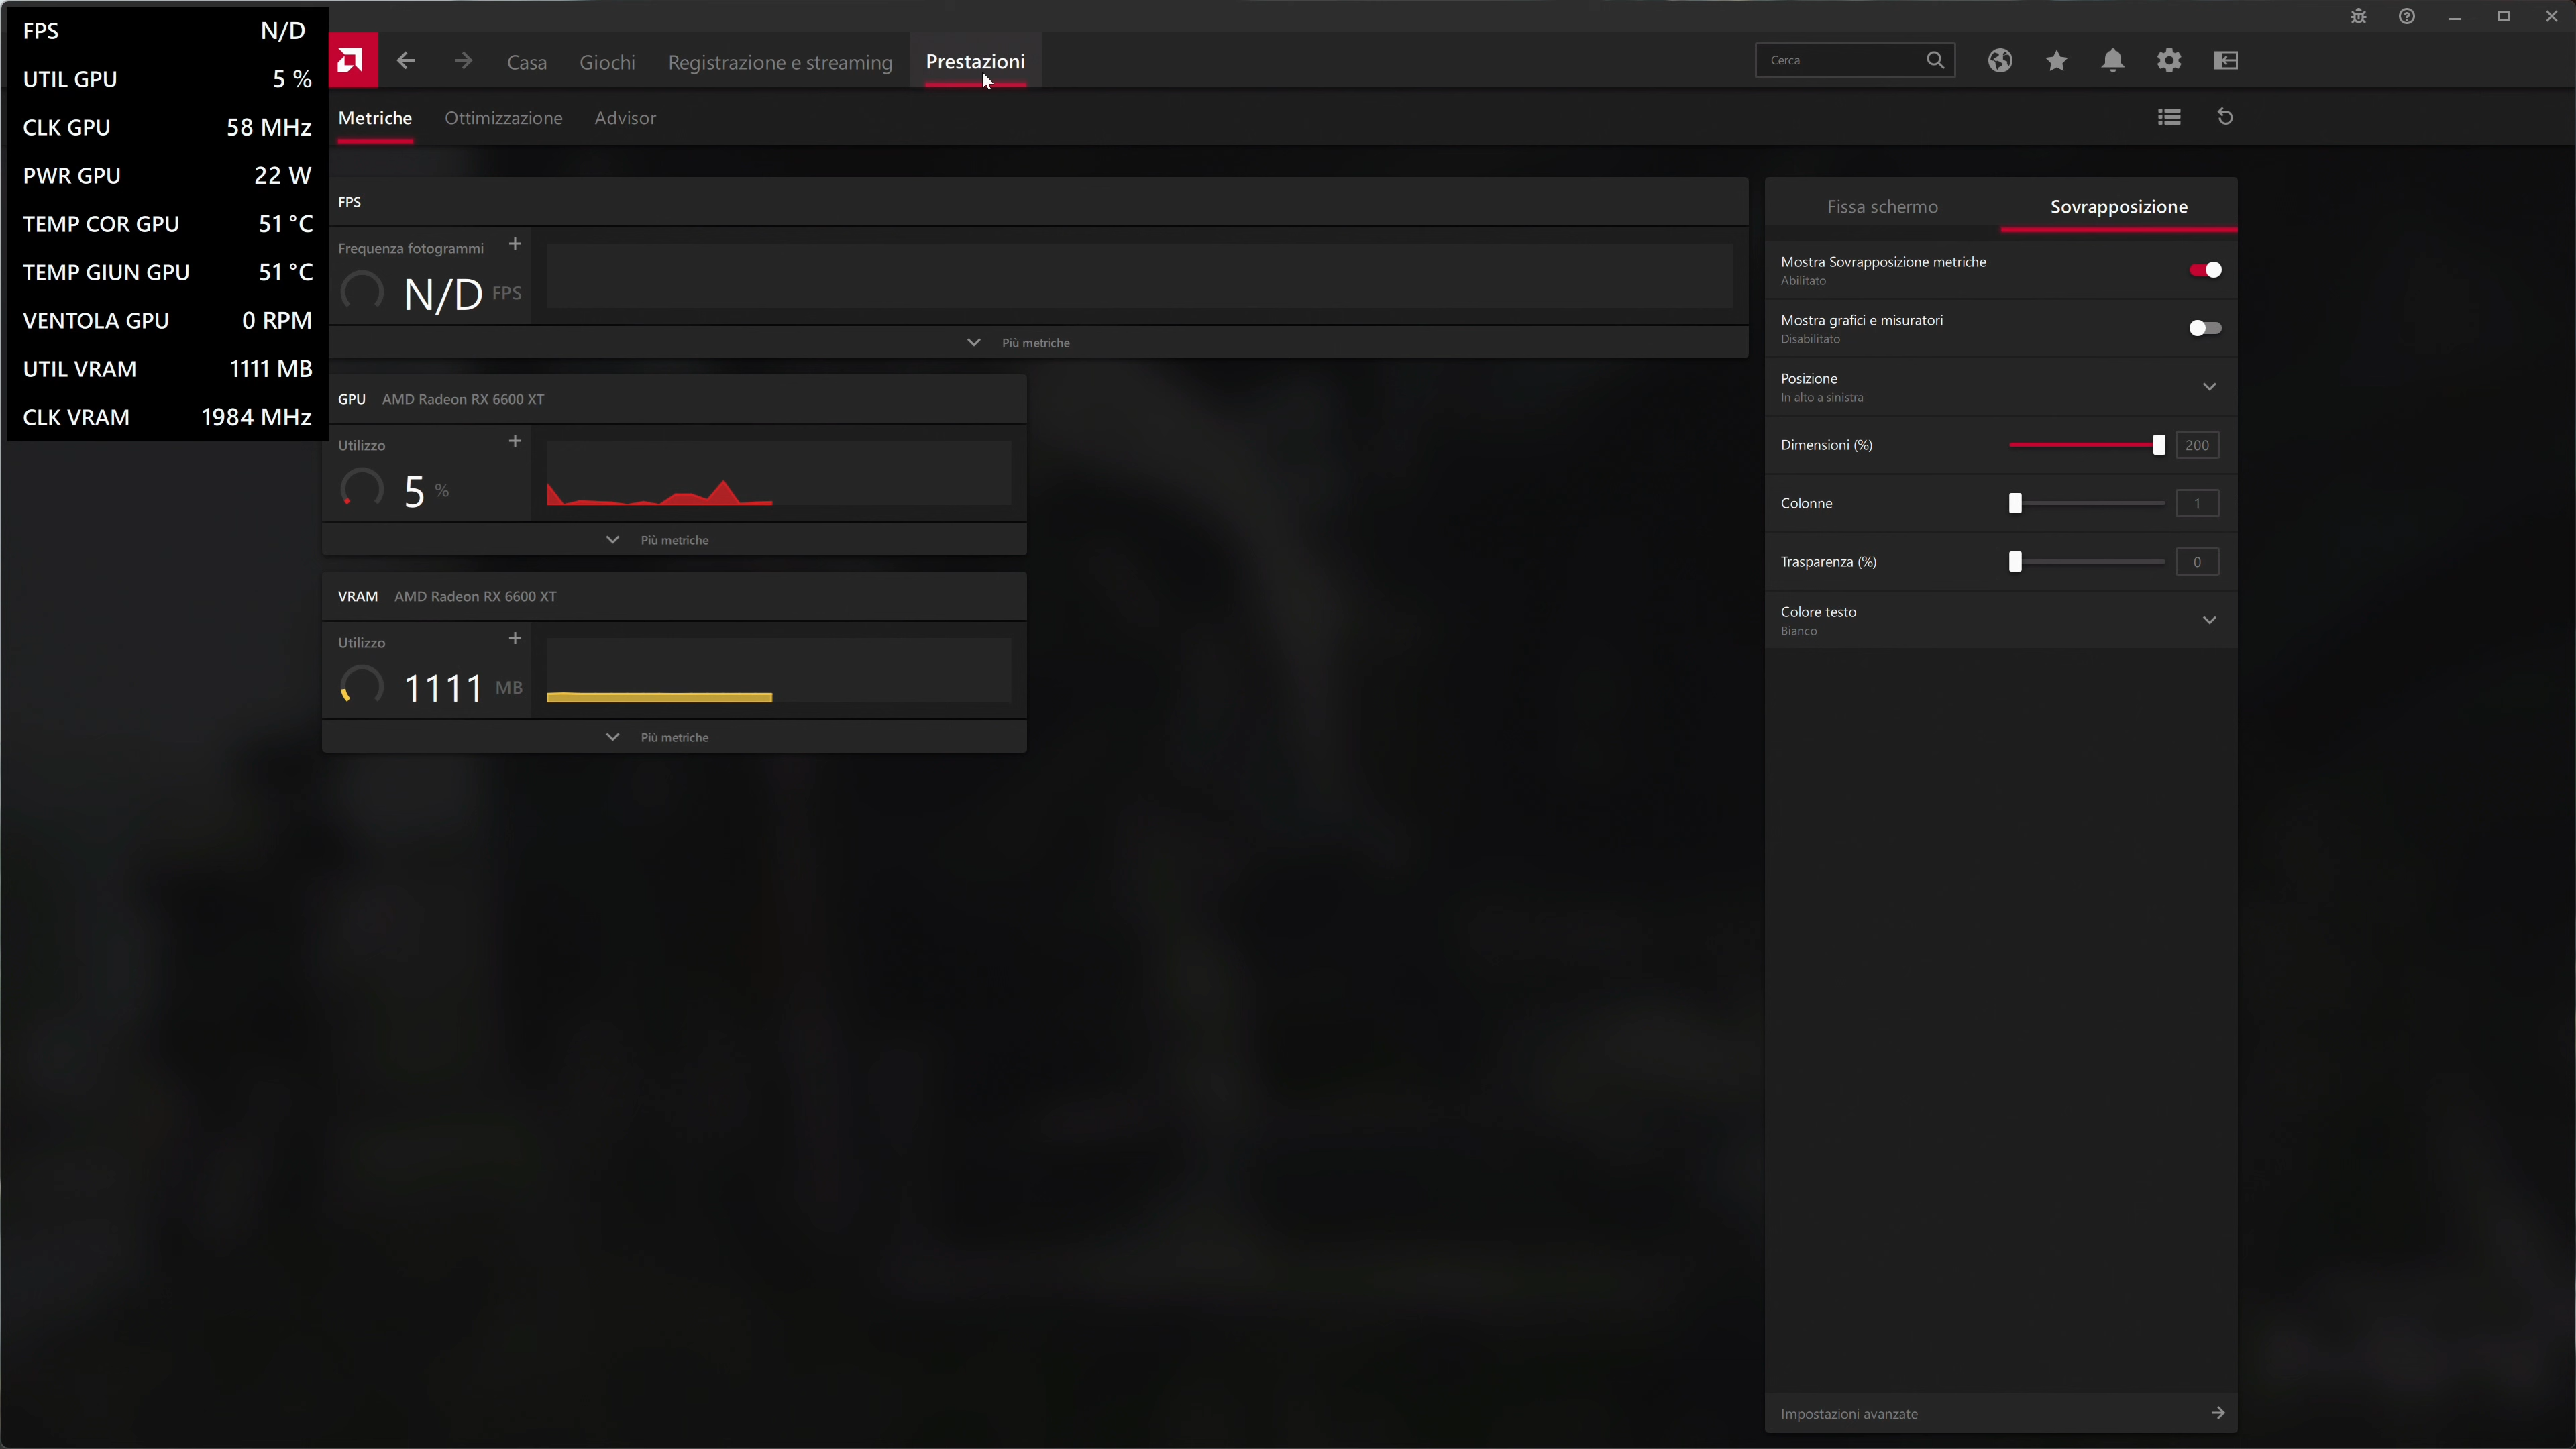 FPS N/D
UTIL GPU 5 %
CLK GPU 58 MHz
PWR GPU 22 W
TEMP COR GPU 51 °C
TEMP GIUN GPU 51 °C
VENTOLA GPU 0 RPM
UTIL VRAM 1111 MB
CLK VRAM 1984 MHz
Casa Giochi Registrazione e streaming Prestazioni
Cerca
Metriche Ottimizzazione Advisor
FPS
Frequenza fotogrammi
N/D FPS
Più metriche
GPU AMD Radeon RX 6600 XT
Utilizzo
5 %
Più metriche
VRAM AMD Radeon RX 6600 XT
Utilizzo
1111 MB
Più metriche
Fissa schermo Sovrapposizione
Mostra Sovrapposizione metriche
Abilitato
Mostra grafici e misuratori
Disabilitato
Posizione
In alto a sinistra
Dimensioni (%) 200
Colonne 1
Trasparenza (%) 0
Colore testo
Bianco
Impostazioni avanzate